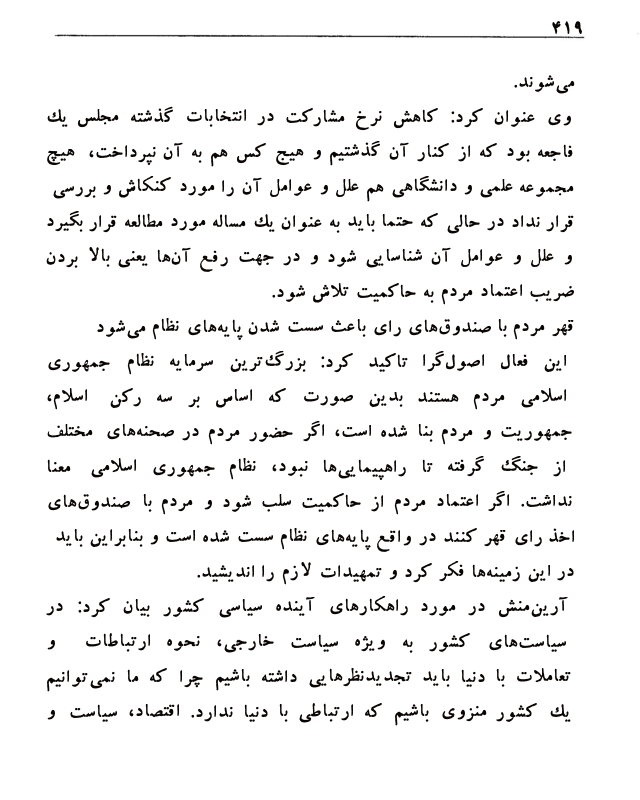 ۴۱۹
می‌شوند.
وی عنوان کرد: کاهش نرخ مشارکت در انتخابات گذشته مجلس یك
فاجعه بود که از کنار آن گذشتیم و هیچ کس هم به آن نپرداخت، هیچ
مجموعه علمی و دانشگاهی هم علل و عوامل آن را مورد کنکاش و بررسی
قرار نداد در حالی که حتما باید به عنوان یك مساله مورد مطالعه قرار بگیرد
و علل و عوامل آن شناسایی شود و در جهت رفع آن‌ها یعنی بالا بردن
ضریب اعتماد مردم به حاکمیت تلاش شود.
قهر مردم با صندوق‌های رای باعث سست شدن پایه‌های نظام می‌شود
این فعال اصول‌گرا تاکید کرد: بزرگ‌ترین سرمایه نظام جمهوری
اسلامی مردم هستند بدین صورت که اساس بر سه رکن اسلام،
جمهوریت و مردم بنا شده است، اگر حضور مردم در صحنه‌های مختلف
از جنگ گرفته تا راهپیمایی‌ها نبود، نظام جمهوری اسلامی معنا
نداشت. اگر اعتماد مردم از حاکمیت سلب شود و مردم با صندوق‌های
اخذ رای قهر کنند در واقع پایه‌های نظام سست شده است و بنابراین باید
در این زمینه‌ها فکر کرد و تمهیدات لازم را اندیشید.
آرین‌منش در مورد راهکارهای آینده سیاسی کشور بیان کرد: در
سیاست‌های کشور به ویژه سیاست خارجی، نحوه ارتباطات و
تعاملات با دنیا باید تجدیدنظرهایی داشته باشیم چرا که ما نمی‌توانیم
یك کشور منزوی باشیم که ارتباطی با دنیا ندارد. اقتصاد، سیاست و